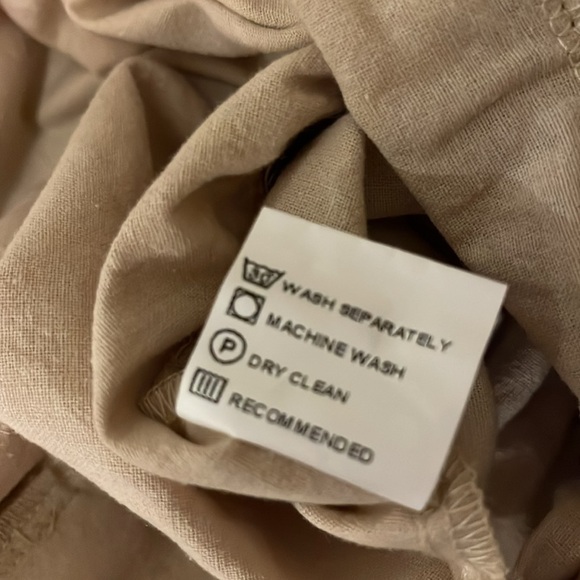 30 WASH SEPARATELY
MACHINE WASH
P DRY CLEAN
RECOMMENDED